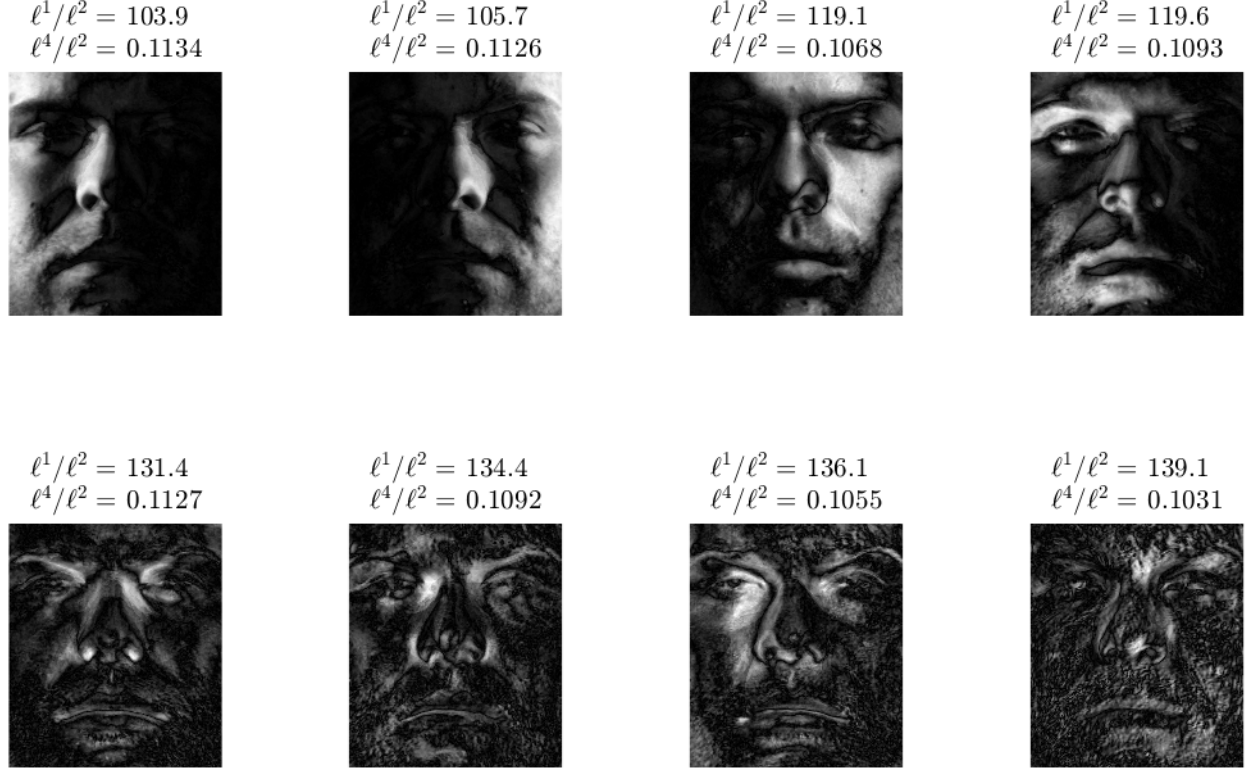 ℓ¹/ℓ² = 103.9
ℓ⁴/ℓ² = 0.1134
ℓ¹/ℓ² = 105.7
ℓ⁴/ℓ² = 0.1126
ℓ¹/ℓ² = 119.1
ℓ⁴/ℓ² = 0.1068
ℓ¹/ℓ² = 119.6
ℓ⁴/ℓ² = 0.1093
ℓ¹/ℓ² = 131.4
ℓ⁴/ℓ² = 0.1127
ℓ¹/ℓ² = 134.4
ℓ⁴/ℓ² = 0.1092
ℓ¹/ℓ² = 136.1
ℓ⁴/ℓ² = 0.1055
ℓ¹/ℓ² = 139.1
ℓ⁴/ℓ² = 0.1031